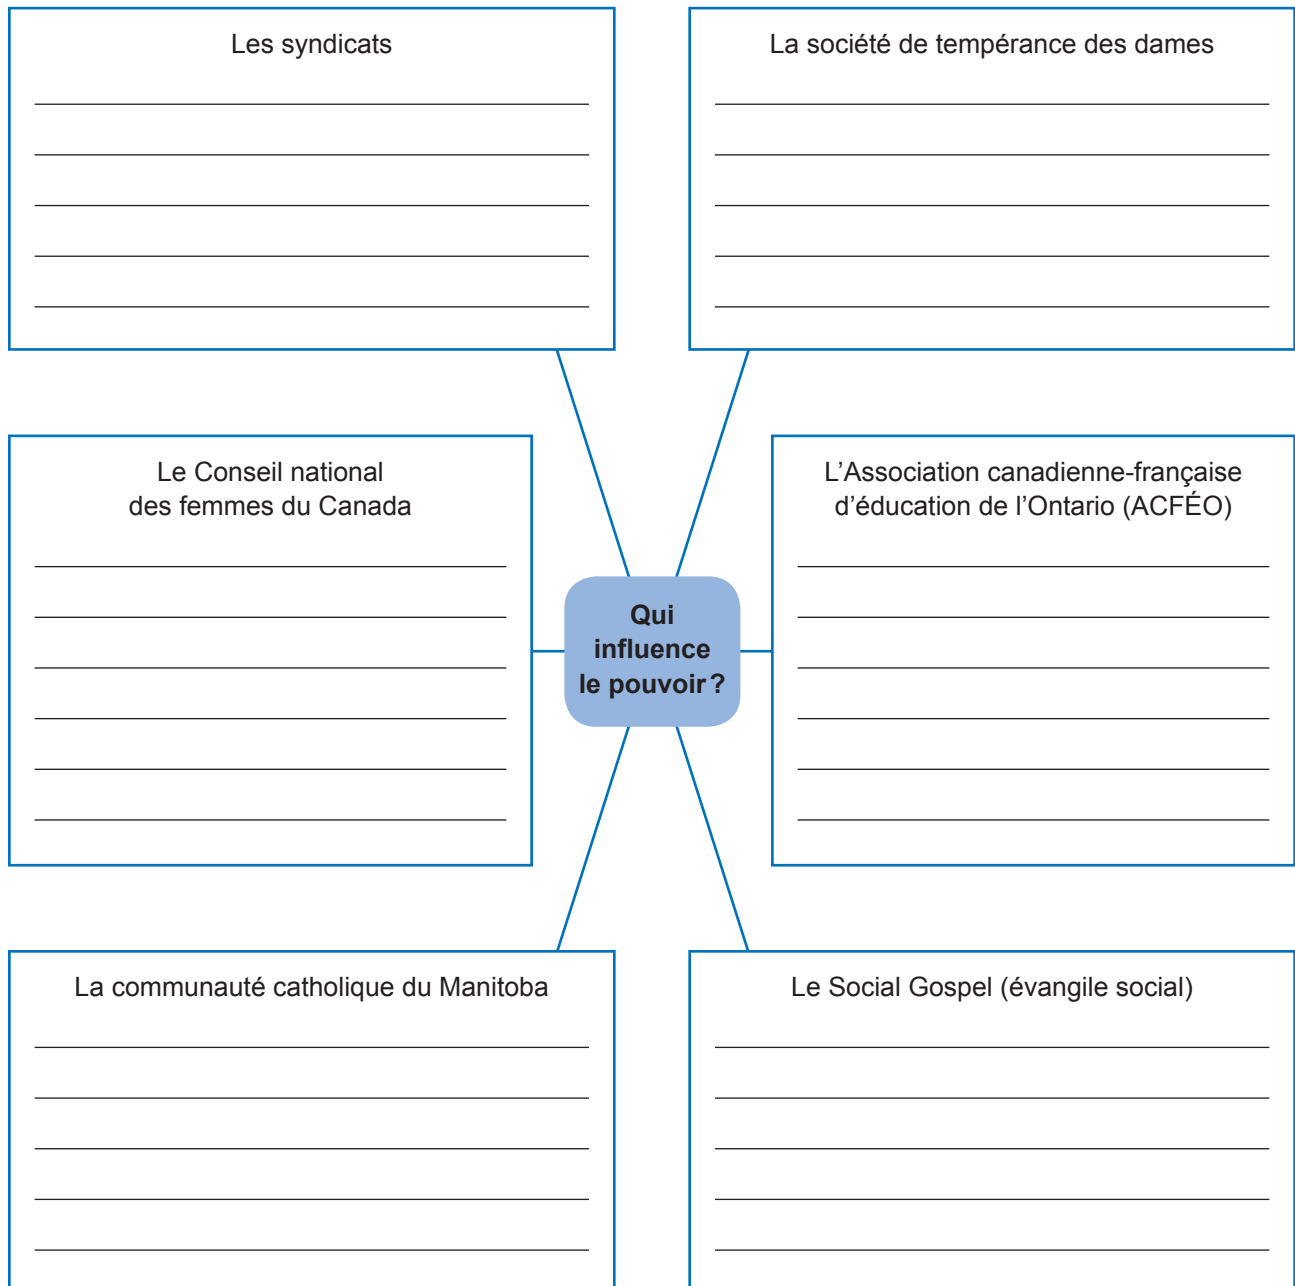 Les syndicats
La société de tempérance des dames
Le Conseil national
des femmes du Canada
L’Association canadienne-française
d’éducation de l’Ontario (ACFÉO)
Qui
influence
le pouvoir ?
La communauté catholique du Manitoba
Le Social Gospel (évangile social)